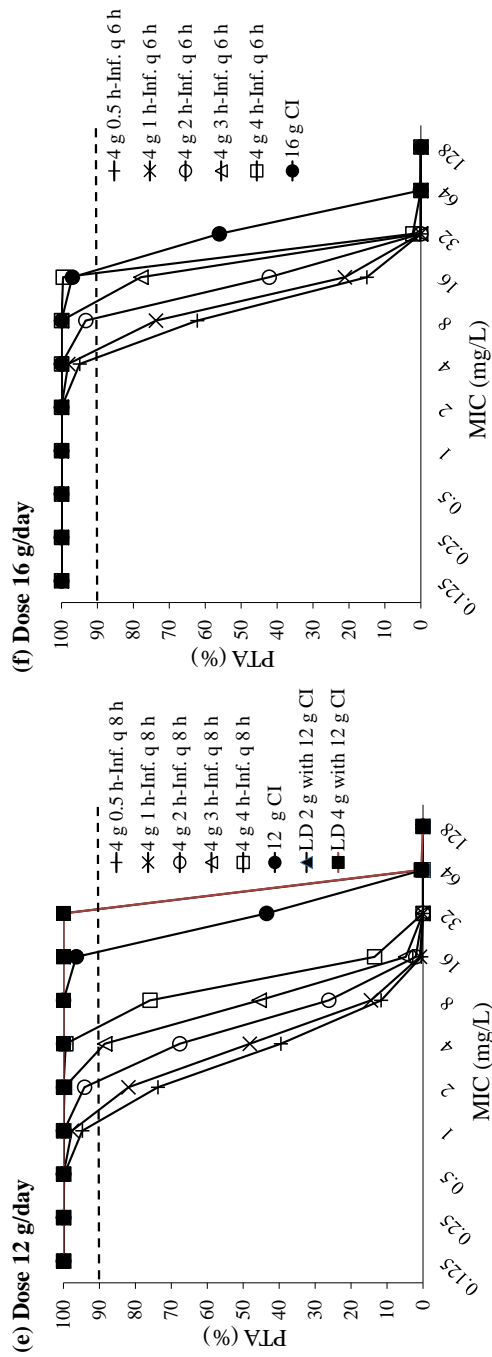 (e) Dose 12 g/day
100
90
80
70
60
50
40
30
20
10
0
PTA (%)
0.125
0.25
0.5
1
2
4
8
16
32
64
128
MIC (mg/L)
4 g 0.5 h-Inf. q 8 h
4 g 1 h-Inf. q 8 h
4 g 2 h-Inf. q 8 h
4 g 3 h-Inf. q 8 h
4 g 4 h-Inf. q 8 h
12 g CI
LD 2 g with 12 g CI
LD 4 g with 12 g CI
(f) Dose 16 g/day
100
90
80
70
60
50
40
30
20
10
0
PTA (%)
0.125
0.25
0.5
1
2
4
8
16
32
64
128
MIC (mg/L)
4 g 0.5 h-Inf. q 6 h
4 g 1 h-Inf. q 6 h
4 g 2 h-Inf. q 6 h
4 g 3 h-Inf. q 6 h
4 g 4 h-Inf. q 6 h
16 g CI